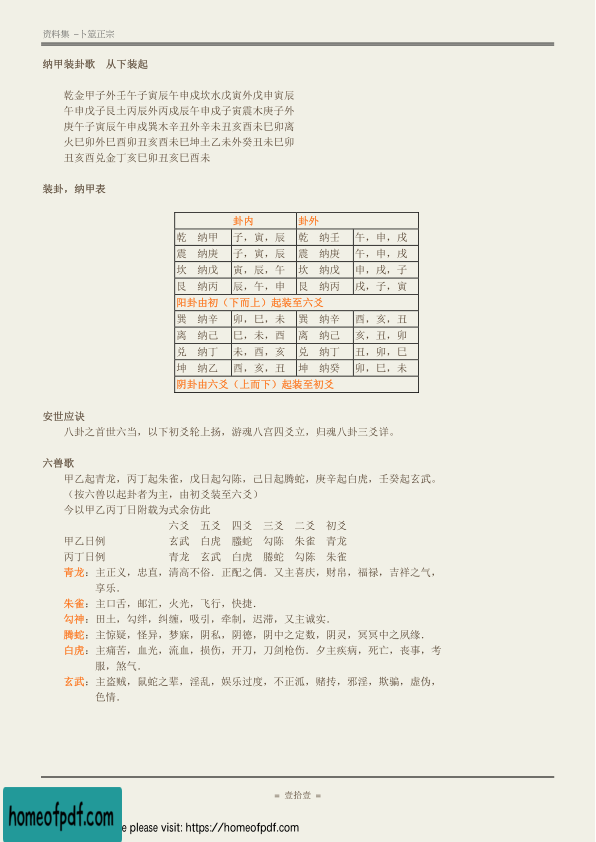 资料集 －卜筮正宗
纳甲装卦歌　从下装起
乾金甲子外壬午子寅辰午申戌坎水戊寅外戊申寅辰
午申戊子艮土丙辰外丙戌辰午申戌子寅震木庚子外
庚午子寅辰午申戌巽木辛丑外辛未丑亥酉未巳卯离
火巳卯外巳酉卯丑亥酉未巳坤土乙未外癸丑未巳卯
丑亥酉兑金丁亥巳卯丑亥巳酉未
装卦，纳甲表
卦内　卦外
乾　纳甲　子，寅，辰　乾　纳壬　午，申，戌
震　纳庚　子，寅，辰　震　纳庚　午，申，戌
坎　纳戊　寅，辰，午　坎　纳戊　申，戌，子
艮　纳丙　辰，午，申　艮　纳丙　戌，子，寅
阳卦由初（下而上）起装至六爻
巽　纳辛　卯，巳，未　巽　纳辛　酉，亥，丑
离　纳己　巳，未，酉　离　纳己　亥，丑，卯
兑　纳丁　未，酉，亥　兑　纳丁　丑，卯，巳
坤　纳乙　酉，亥，丑　坤　纳癸　卯，巳，未
阴卦由六爻（上而下）起装至初爻
安世应诀
八卦之首世六当，以下初爻轮上扬，游魂八宫四爻立，归魂八卦三爻详。
六兽歌
甲乙起青龙，丙丁起朱雀，戊日起勾陈，己日起腾蛇，庚辛起白虎，壬癸起玄武。
（按六兽以起卦者为主，由初爻装至六爻）
今以甲乙丙丁日附载为式余仿此
六爻　五爻　四爻　三爻　二爻　初爻
甲乙日例　玄武　白虎　螣蛇　勾陈　朱雀　青龙
丙丁日例　青龙　玄武　白虎　螣蛇　勾陈　朱雀
青龙：主正义，忠直，清高不俗．正配之偶．又主喜庆，财帛，福禄，吉祥之气，
享乐．
朱雀：主口舌，邮汇，火光，飞行，快捷．
勾神：田土，勾绊，纠缠，吸引，牵制，迟滞，又主诚实．
腾蛇：主惊疑，怪异，梦寐，阴私，阴德，阴中之定数，阴灵，冥冥中之夙缘．
白虎：主痛苦，血光，流血，损伤，开刀，刀剑枪伤．夕主疾病，死亡，丧事，考
服，煞气．
玄武：主盗贼，鼠蛇之辈，淫乱，娱乐过度，不正泒，赌抟，邪淫，欺骗，虚伪，
色情．
= 壹拾壹 =
homeofpdf.com
e please visit: https://homeofpdf.com